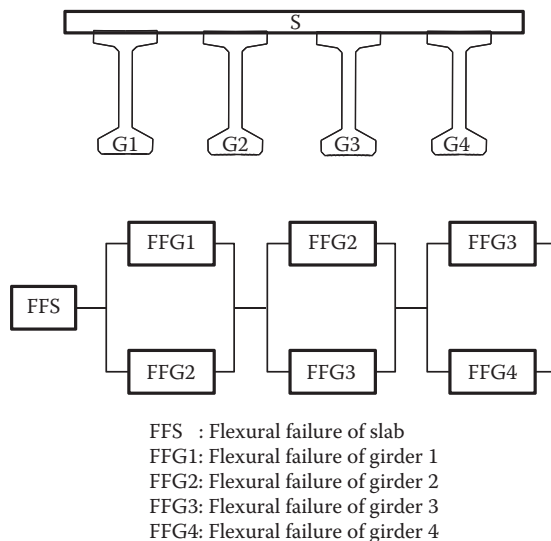 S
G1 G2 G3 G4
FFG1 FFG2 FFG3
FFS
FFG2 FFG3 FFG4
FFS : Flexural failure of slab
FFG1: Flexural failure of girder 1
FFG2: Flexural failure of girder 2
FFG3: Flexural failure of girder 3
FFG4: Flexural failure of girder 4